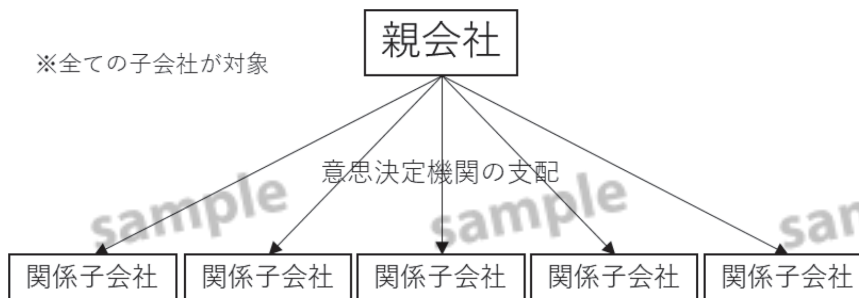 親会社
※全ての子会社が対象
意思決定機関の支配
sample
sample
sam
関係子会社
関係子会社
関係子会社
関係子会社
関係子会社